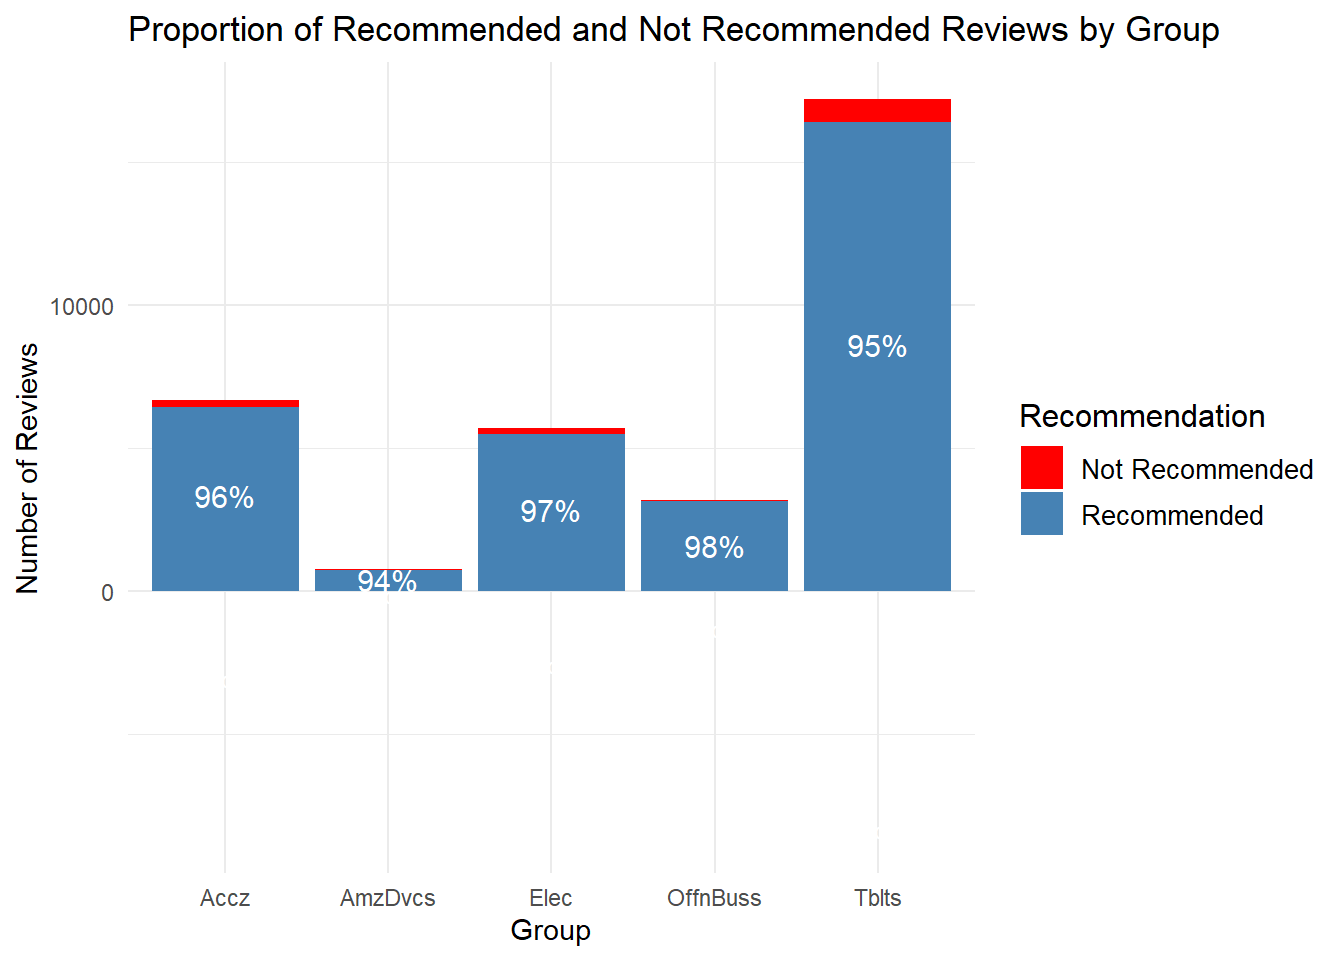 Proportion of Recommended and Not Recommended Reviews by Group
Number of Reviews
10000
0
95%
96%
97%
98%
94%
Recommendation
Not Recommended
Recommended
Accz
AmzDvcs
Elec
OffnBuss
Tblts
Group